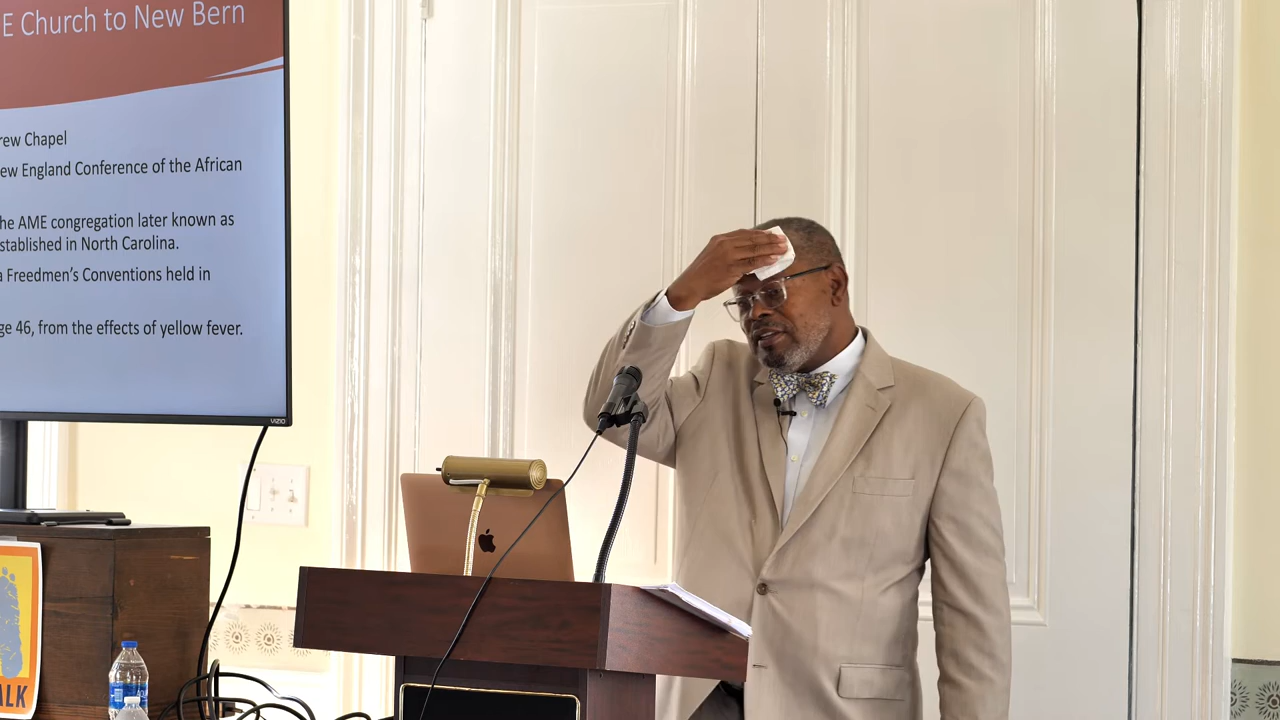 E Church to New Bern
rew Chapel
ew England Conference of the African
he AME congregation later known as
stablished in North Carolina.
a Freedmen's Conventions held in
ge 46, from the effects of yellow fever.
VIZIO
ALK